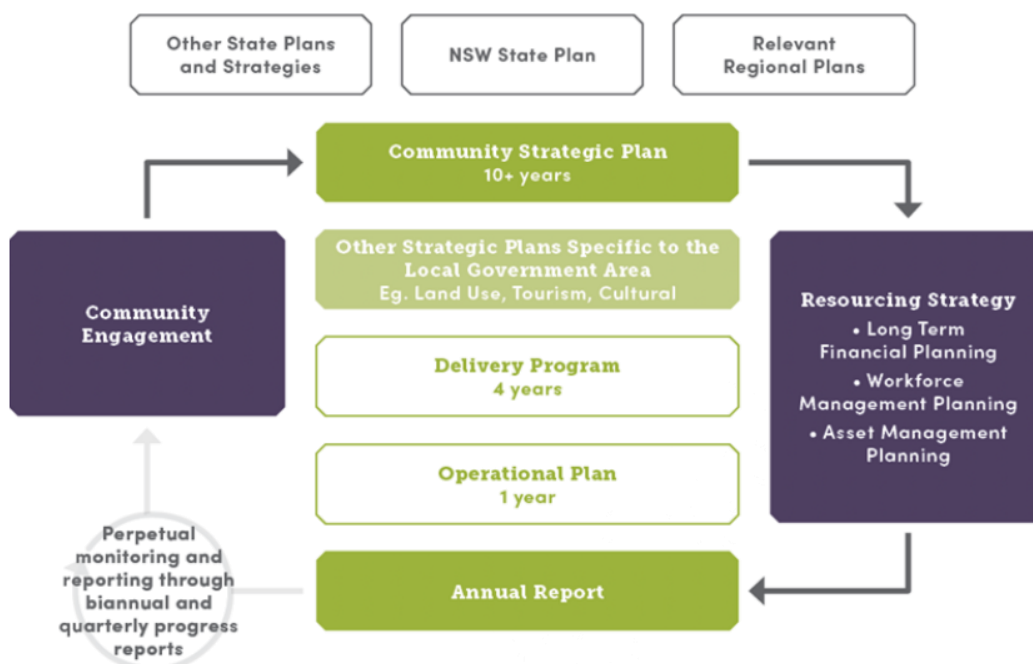 Other State Plans
and Strategies
NSW State Plan
Relevant
Regional Plans
Community Strategic Plan
10+ years
Other Strategic Plans Specific to the
Local Government Area
Eg. Land Use, Tourism, Cultural
Community
Engagement
Resourcing Strategy
• Long Term
Financial Planning
• Workforce
Management Planning
• Asset Management
Planning
Delivery Program
4 years
Operational Plan
1 year
Perpetual
monitoring and
reporting through
biannual and
quarterly progress
reports
Annual Report